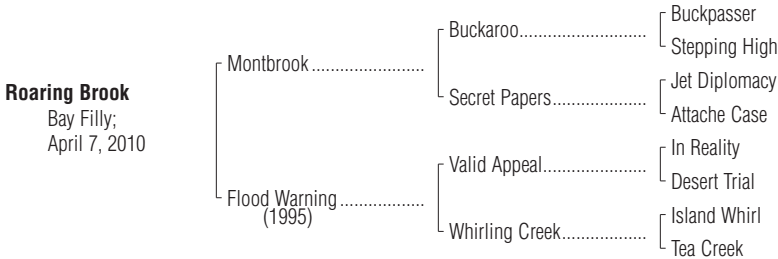 Buckpasser
Buckaroo
Stepping High
Montbrook
Jet Diplomacy
Secret Papers
Attache Case
Roaring Brook
Bay Filly;
April 7, 2010
In Reality
Valid Appeal
Desert Trial
Flood Warning
(1995)
Island Whirl
Whirling Creek
Tea Creek